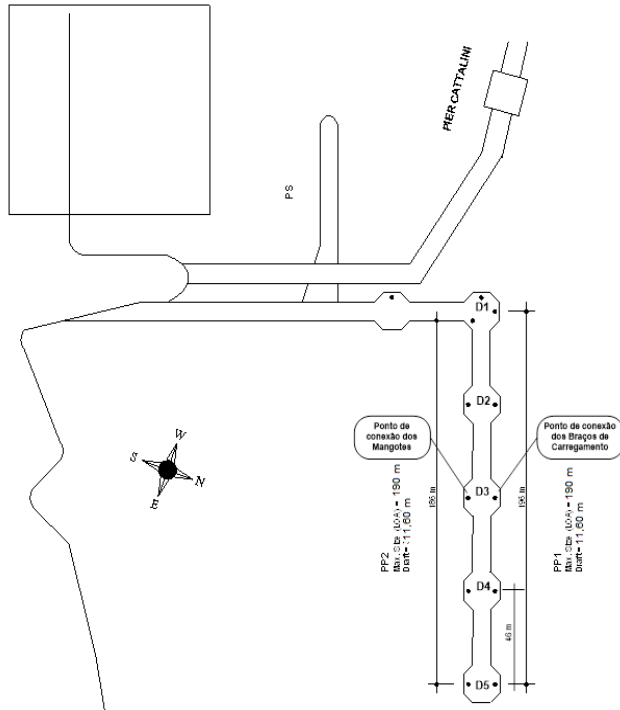 PIER CATTALINI
PS
D1
D2
Ponto de
conexão dos
Mangotes
Ponto de conexão
dos Braços de
Carregamento
W
S
N
E
D3
PP2
Max. Size (LOA) = 190 m
Draft= 11,60 m
186 m
196 m
PP1
Max. Size (LOA) = 190 m
Draft= 11,60 m
D4
46 m
D5